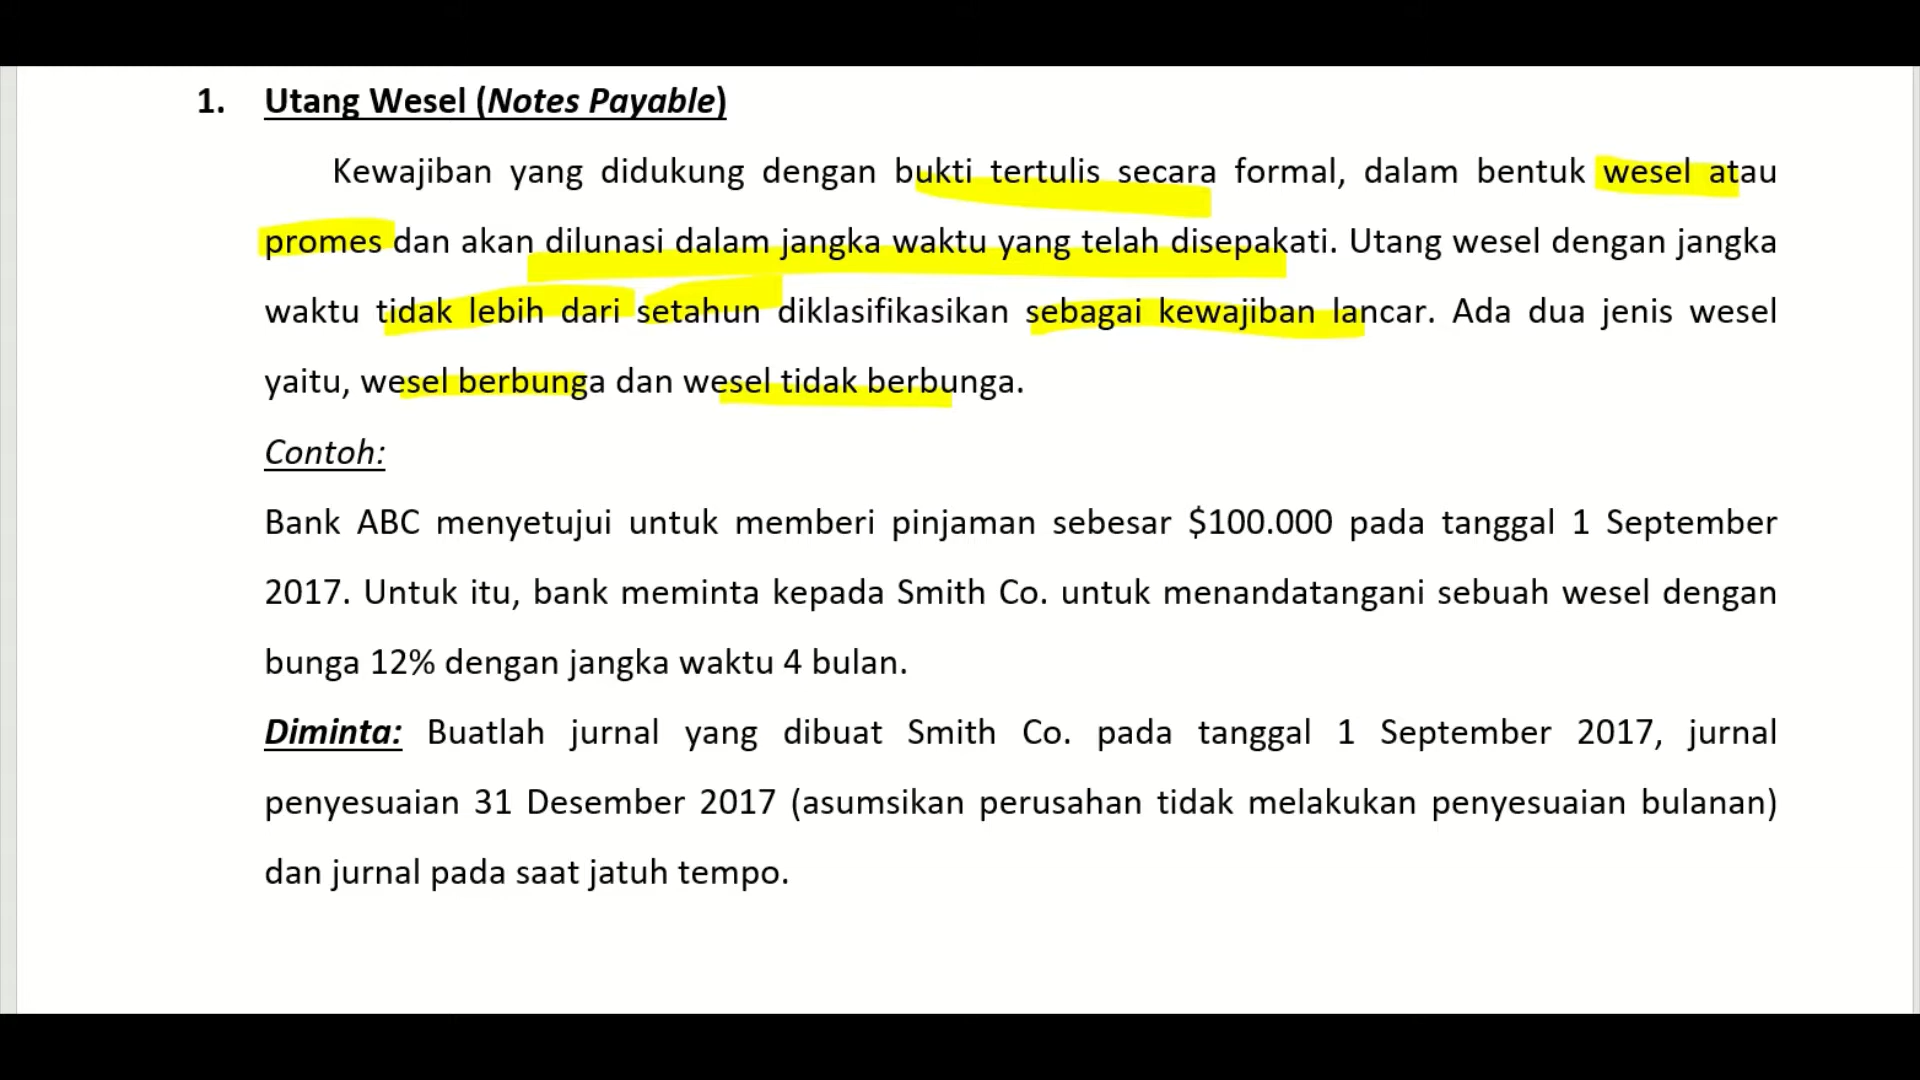 1. Utang Wesel (Notes Payable)
Kewajiban yang didukung dengan bukti tertulis secara formal, dalam bentuk wesel atau
promes dan akan dilunasi dalam jangka waktu yang telah disepakati. Utang wesel dengan jangka
waktu tidak lebih dari setahun diklasifikasikan sebagai kewajiban lancar. Ada dua jenis wesel
yaitu, wesel berbunga dan wesel tidak berbunga.
Contoh:
Bank ABC menyetujui untuk memberi pinjaman sebesar $100.000 pada tanggal 1 September
2017. Untuk itu, bank meminta kepada Smith Co. untuk menandatangani sebuah wesel dengan
bunga 12% dengan jangka waktu 4 bulan.
Diminta: Buatlah jurnal yang dibuat Smith Co. pada tanggal 1 September 2017, jurnal
penyesuaian 31 Desember 2017 (asumsikan perusahan tidak melakukan penyesuaian bulanan)
dan jurnal pada saat jatuh tempo.